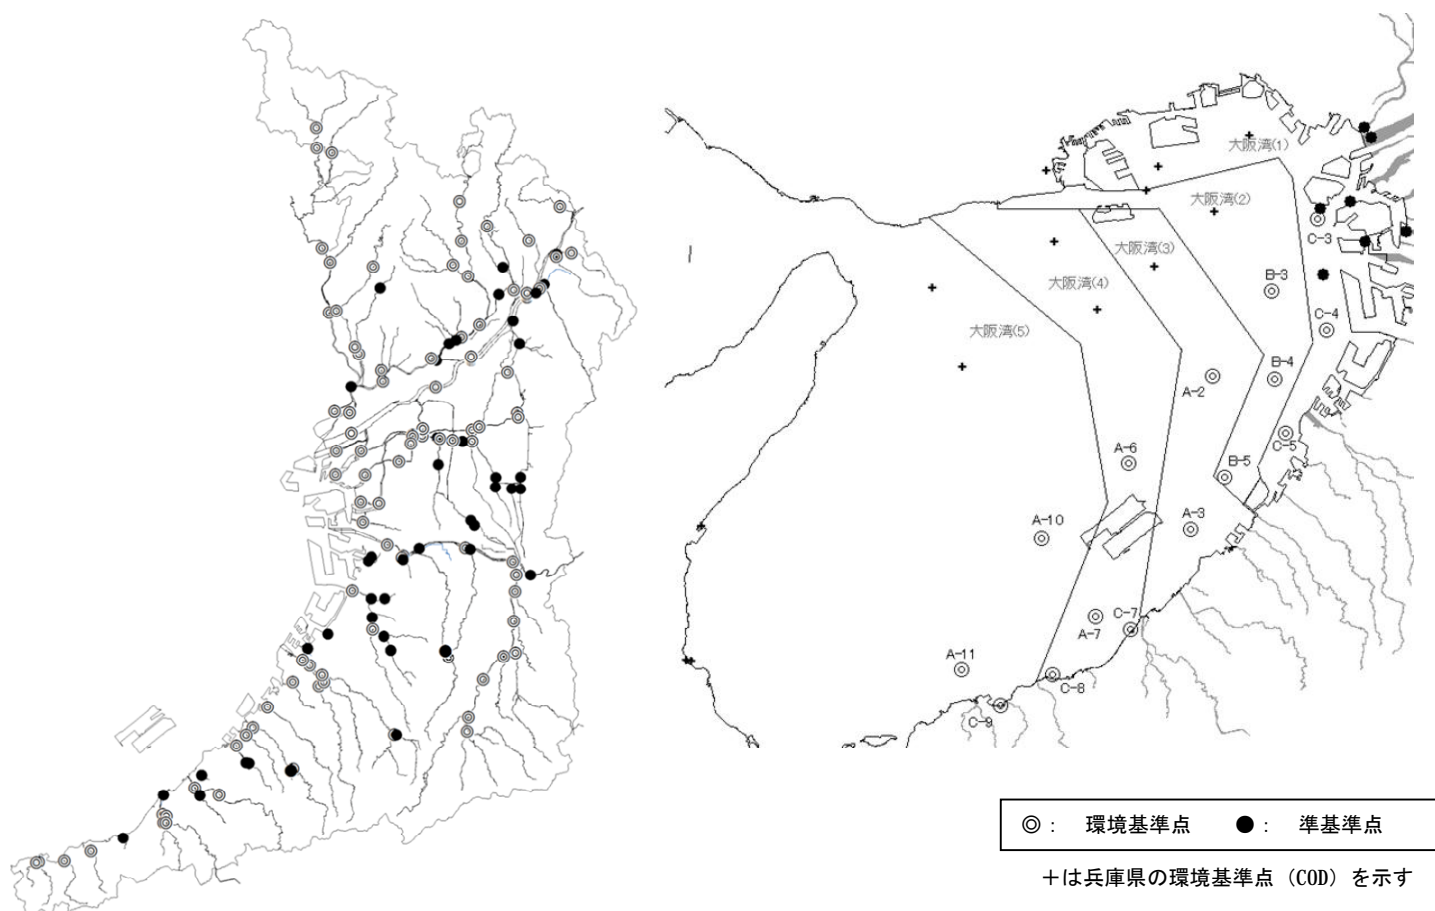 大阪湾(1)
大阪湾(2)
C-3
大阪湾(3)
大阪湾(4)
B-3
C-4
大阪湾(5)
B-4
A-2
C-5
A-6
B-5
A-10
A-3
C-7
A-7
A-11
C-8
C-9
◎： 環境基準点 ●： 準基準点
＋は兵庫県の環境基準点（COD）を示す